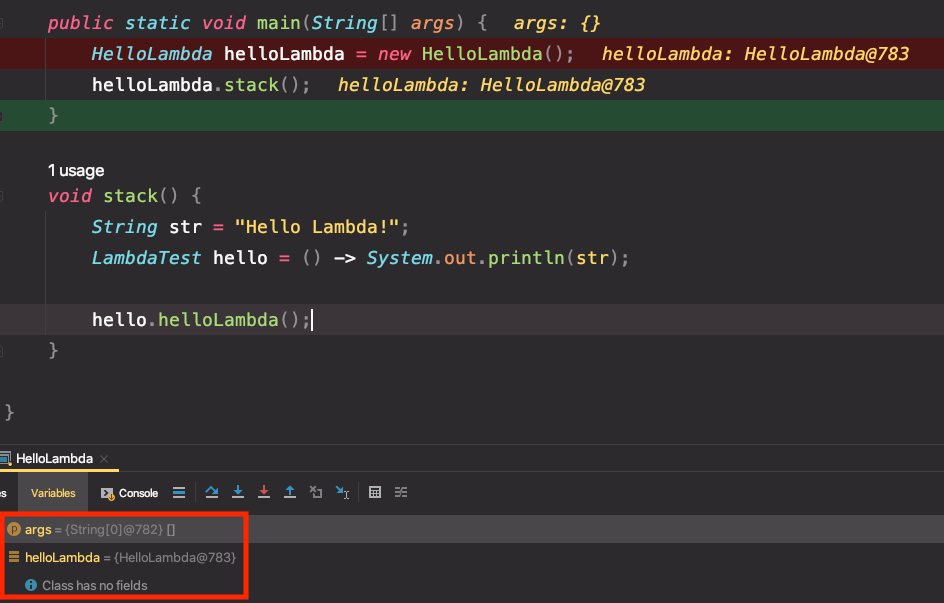 public static void main(String[] args) {  args: {}
HelloLambda helloLambda = new HelloLambda();  helloLambda: HelloLambda@783
helloLambda.stack();  helloLambda: HelloLambda@783
}
1 usage
void stack() {
String str = "Hello Lambda!";
LambdaTest hello = () -> System.out.println(str);
hello.helloLambda();
}
}
HelloLambda ×
es Variables Console
p args = {String[0]@782} []
helloLambda = {HelloLambda@783}
i Class has no fields